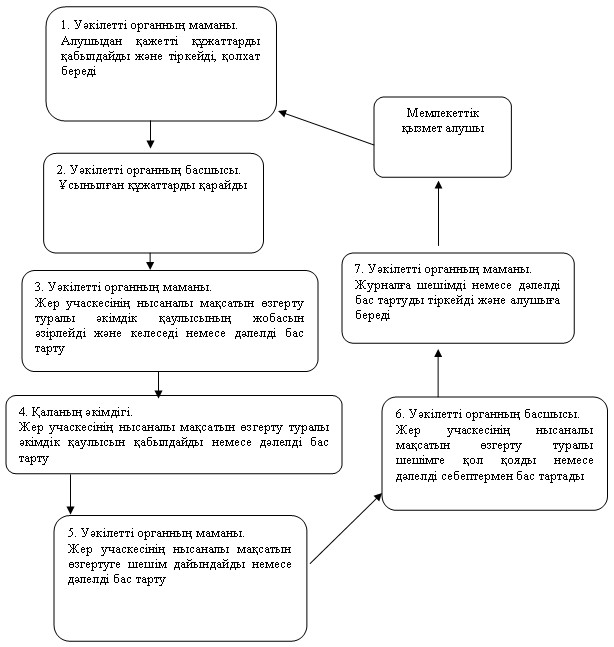 1. Уәкілетті органның маманы.
Алушыдан қажетті құжаттарды
қабылдайды және тіркейді, қолхат
береді
Мемлекеттік
қызмет алушы
2. Уәкілетті органның басшысы.
Ұсынылған құжаттарды қарайды
3. Уәкілетті органның маманы.
Жер учаскесінің нысаналы мақсатын өзгерту
туралы әкімдік қаулысының жобасын
әзірлейді және келеседі немесе дәлелді бас
тарту
4. Қаланың әкімдігі.
Жер учаскесінің нысаналы мақсатын өзгерту туралы
әкімдік қаулысын қабылдайды немесе дәлелді бас
тарту
5. Уәкілетті органның маманы.
Жер учаскесінің нысаналы мақсатын
өзгертуге шешім дайындайды немесе
дәлелді бас тарту
6. Уәкілетті органның басшысы.
Жер учаскесінің нысаналы
мақсатын өзгерту туралы
шешімге қол қояды немесе
дәлелді себептермен бас тартады
7. Уәкілетті органның маманы.
Журналға шешімді немесе дәлелді
бас тартуды тіркейді және алушыға
береді